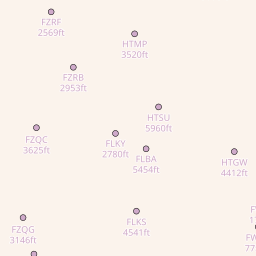 FZRF
2569ft
HTMP
3520ft
FZRB
2953ft
HTSU
5960ft
FZQC
3625ft
FLKY
2780ft
FLBA
5454ft
HTGW
4412ft
FLKS
4541ft
FZQG
3146ft